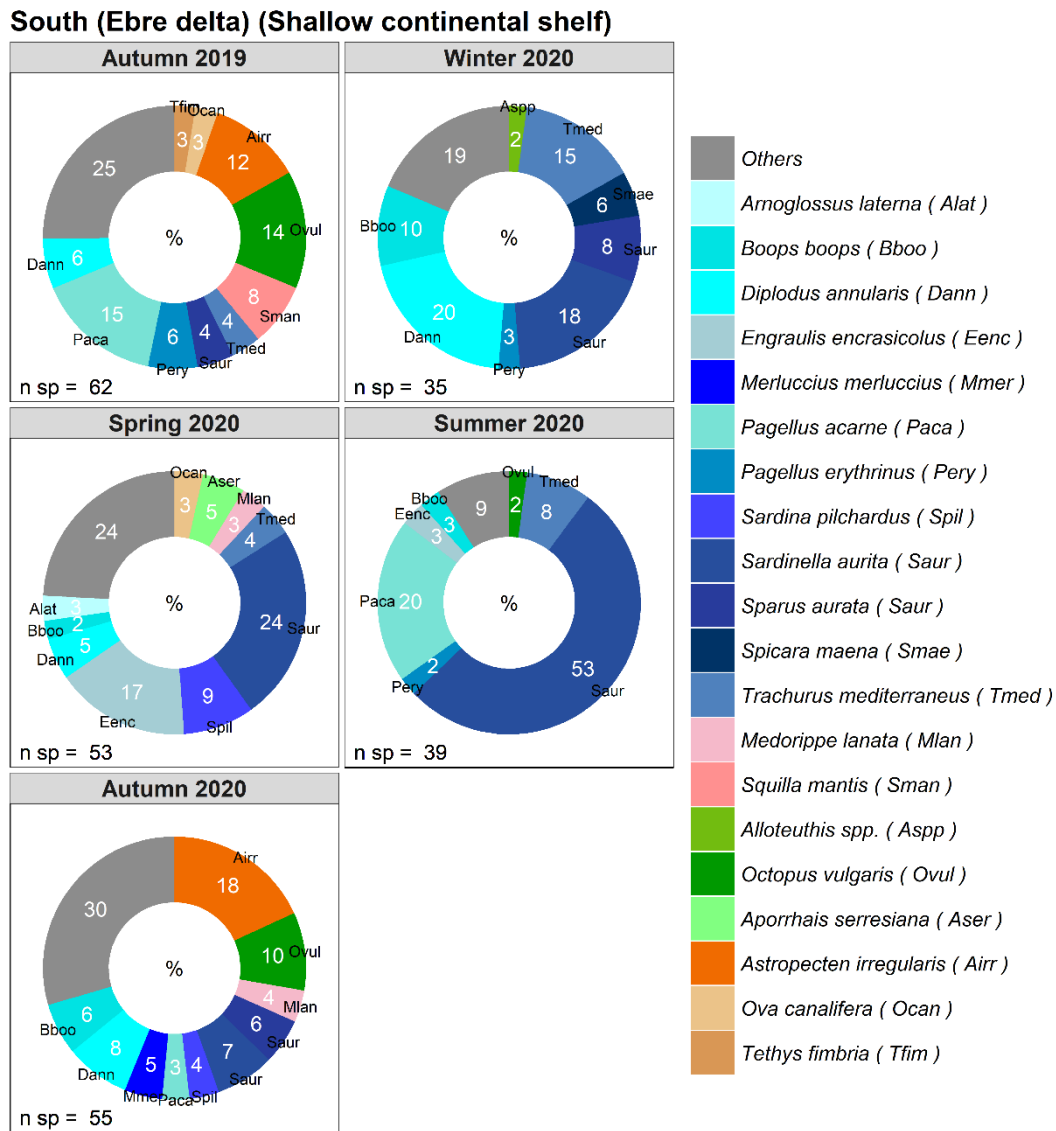 South (Ebre delta) (Shallow continental shelf)
Autumn 2019
Tfim
Ocan
Airr
Ovul
Sman
Tmed
Saur
Pery
Paca
Dann
3
3
12
14
8
4
4
6
15
6
25
%
n sp = 62
Winter 2020
Aspp
Tmed
Smae
Saur
Saur
Pery
Dann
Bboo
2
15
6
8
18
3
20
10
19
%
n sp = 35
Spring 2020
Ocan
Aser
Mlan
Tmed
Saur
Spil
Eenc
Dann
Bboo
Alat
3
5
3
4
24
9
17
5
2
3
24
%
n sp = 53
Summer 2020
Ovul
Tmed
Saur
Pery
Paca
Eenc
Bboo
2
8
53
2
20
3
3
9
%
n sp = 39
Autumn 2020
Airr
Ovul
Mlan
Saur
Saur
Spil
Paca
Mme
Dann
Bboo
18
10
4
6
7
4
3
5
8
6
30
%
n sp = 55
Others
Arnoglossus laterna ( Alat )
Boops boops ( Bboo )
Diplodus annularis ( Dann )
Engraulis encrasicolus ( Eenc )
Merluccius merluccius ( Mmer )
Pagellus acarne ( Paca )
Pagellus erythrinus ( Pery )
Sardina pilchardus ( Spil )
Sardinella aurita ( Saur )
Sparus aurata ( Saur )
Spicara maena ( Smae )
Trachurus mediterraneus ( Tmed )
Medorippe lanata ( Mlan )
Squilla mantis ( Sman )
Alloteuthis spp. ( Aspp )
Octopus vulgaris ( Ovul )
Aporrhais serresiana ( Aser )
Astropecten irregularis ( Airr )
Ova canalifera ( Ocan )
Tethys fimbria ( Tfim )